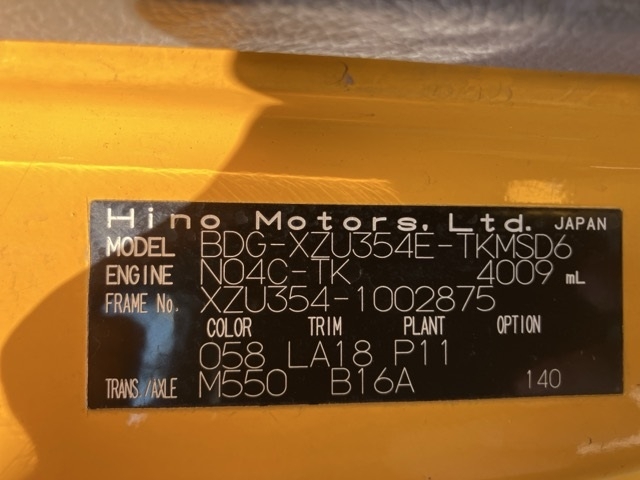 Hino Motors, Ltd. JAPAN
MODEL BDG-XZU354E-TKMSD6
ENGINE N04C-TK 4009 mL
FRAME No. XZU354-1002875
COLOR TRIM PLANT OPTION
058 LA18 P11
TRANS./AXLE M550 B16A 140